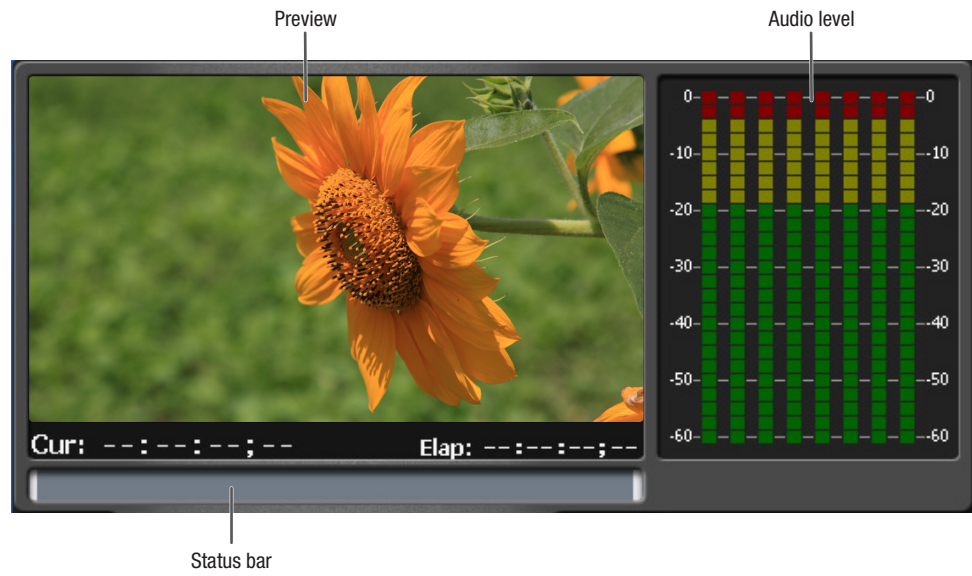 Preview
Audio level
0 0
-10 -10
-20 -20
-30 -30
-40 -40
-50 -50
-60 -60
Cur: --:--:--;-- Elap: --:--:--;--
Status bar